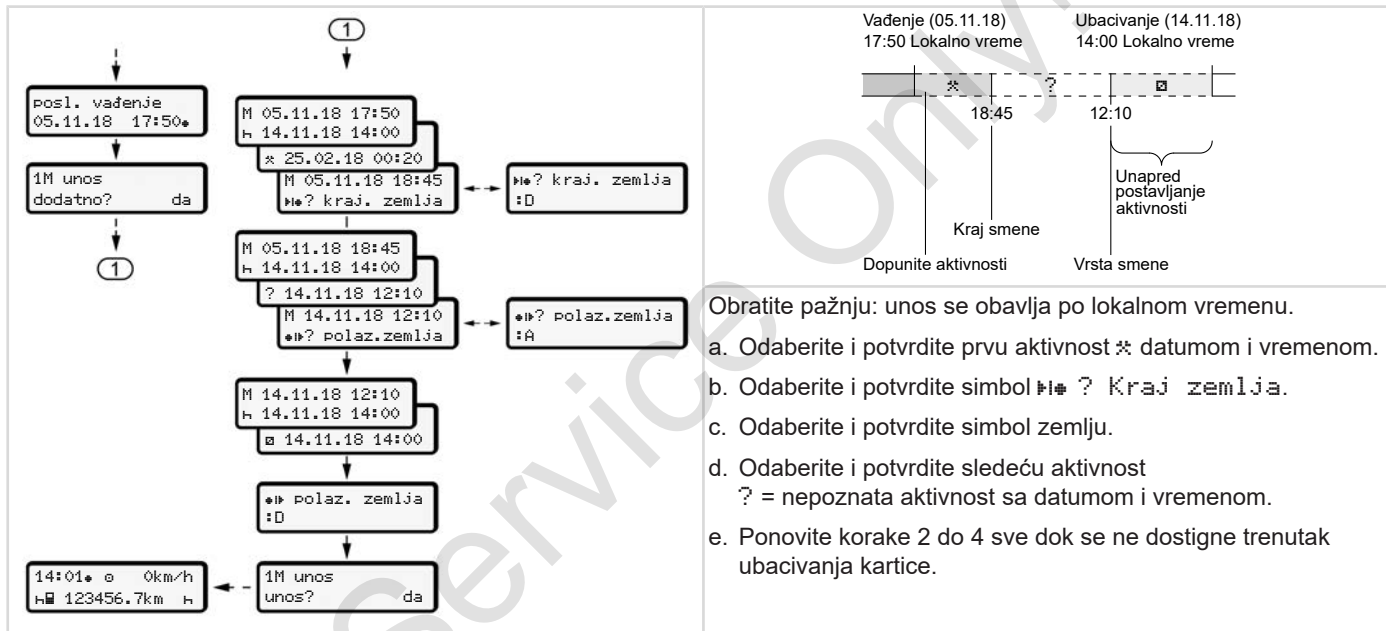 1
posl. vađenje
05.11.18 17:50
1M unos
dodatno? da
1
M 05.11.18 17:50
14.11.18 14:00
25.02.18 00:20
M 05.11.18 18:45
? kraj. zemlja
? kraj. zemlja
:D
M 05.11.18 18:45
14.11.18 14:00
? 14.11.18 12:10
M 14.11.18 12:10
? polaz.zemlja
? polaz.zemlja
:A
M 14.11.18 12:10
14.11.18 14:00
14.11.18 14:00
polaz. zemlja
:D
1M unos
unos? da
14:01 0km/h
123456.7km
Vađenje (05.11.18)
17:50 Lokalno vreme
Ubacivanje (14.11.18)
14:00 Lokalno vreme
?
18:45
12:10
Unapred
postavljanje
aktivnosti
Kraj smene
Dopunite aktivnosti
Vrsta smene
Obratite pažnju: unos se obavlja po lokalnom vremenu.
a. Odaberite i potvrdite prvu aktivnost datumom i vremenom.
b. Odaberite i potvrdite simbol ? Kraj zemlja.
c. Odaberite i potvrdite simbol zemlju.
d. Odaberite i potvrdite sledeću aktivnost
? = nepoznata aktivnost sa datumom i vremenom.
e. Ponovite korake 2 do 4 sve dok se ne dostigne trenutak
ubacivanja kartice.
Service Only